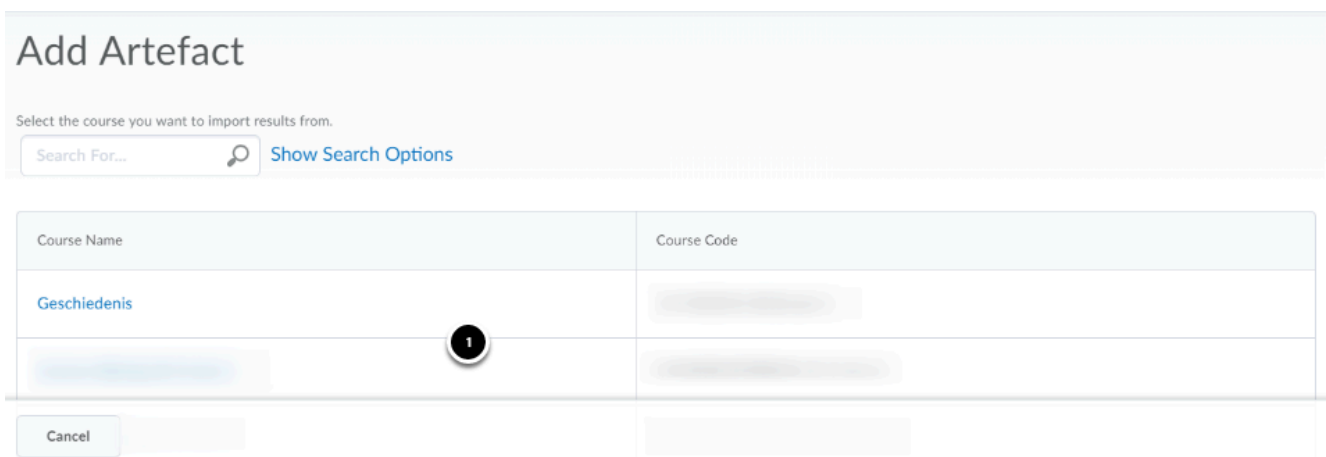 Add Artefact
Select the course you want to import results from.
Search For... Show Search Options
Course Name Course Code
Geschiedenis
1
Cancel